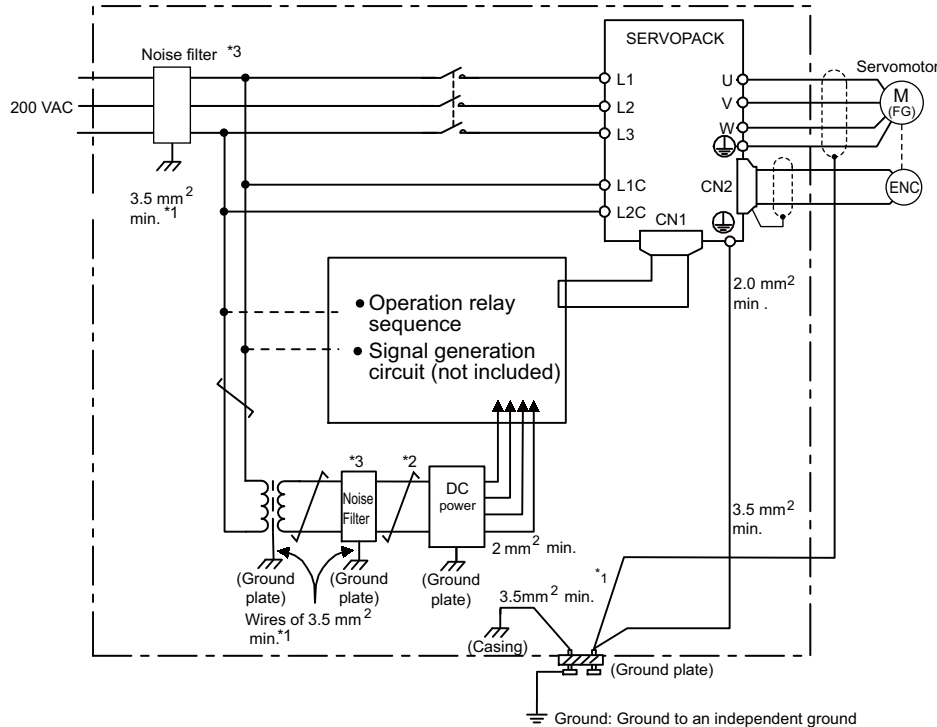 SERVOPACK
Noise filter *3
Servomotor
200 VAC
L1
L2
L3
U
V
W
M
(FG)
3.5 mm2
min. *1
L1C
L2C
CN2
ENC
CN1
2.0 mm2
min .
• Operation relay
sequence
• Signal generation
circuit (not included)
*3
*2
Noise
Filter
DC
power
3.5 mm2
min.
2 mm2 min.
(Ground
plate)
(Ground
plate)
(Ground
plate)
Wires of 3.5 mm2
min.*1
3.5mm2 min.
*1
(Casing)
(Ground plate)
Ground: Ground to an independent ground